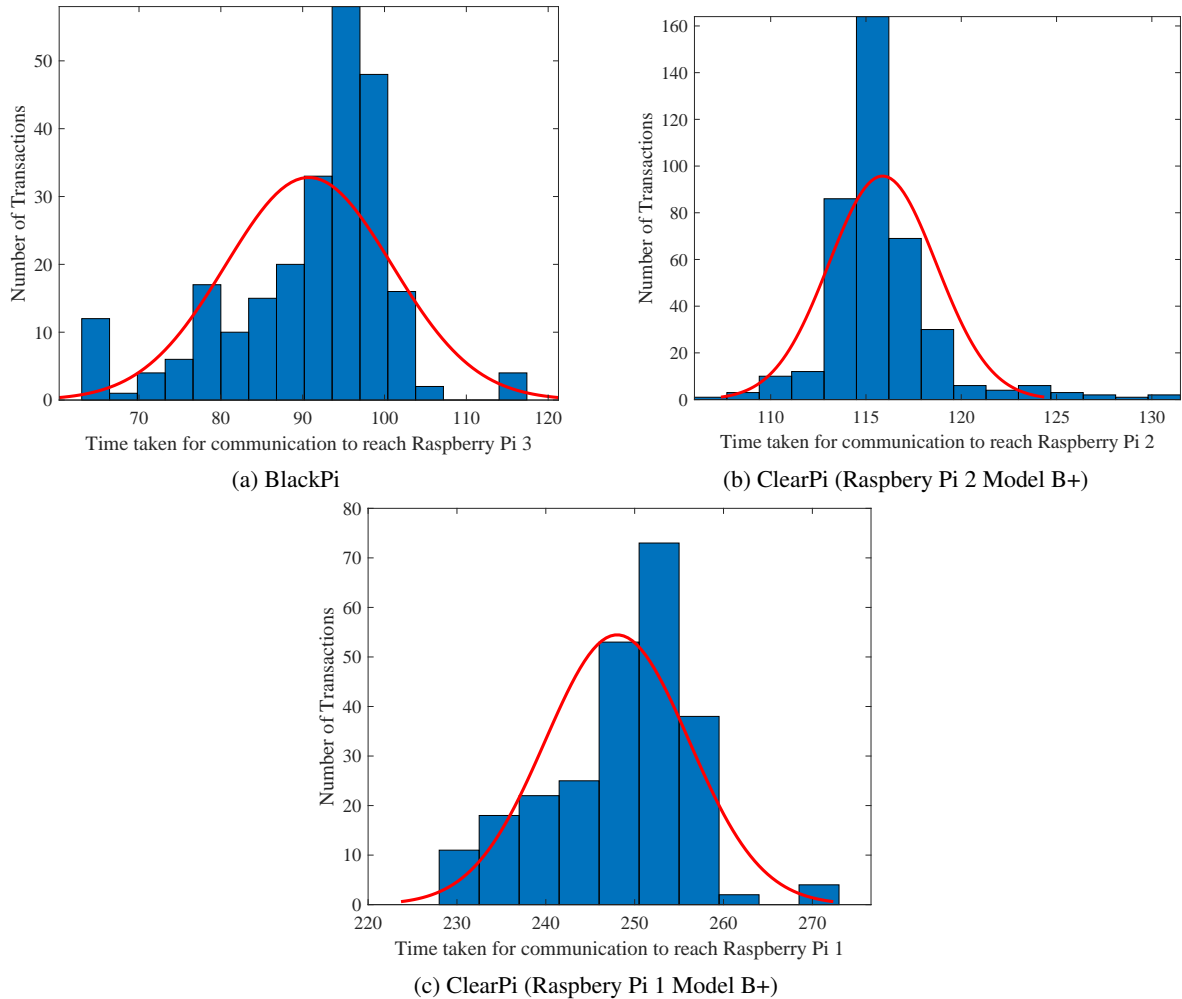 50
40
30
20
10
0
Number of Transactions
70 80 90 100 110 120
Time taken for communication to reach Raspberry Pi 3
(a) BlackPi
160
140
120
100
80
60
40
20
0
Number of Transactions
110 115 120 125 130
Time taken for communication to reach Raspberry Pi 2
(b) ClearPi (Raspbery Pi 2 Model B+)
80
70
60
50
40
30
20
10
0
Number of Transactions
220 230 240 250 260 270
Time taken for communication to reach Raspberry Pi 1
(c) ClearPi (Raspbery Pi 1 Model B+)